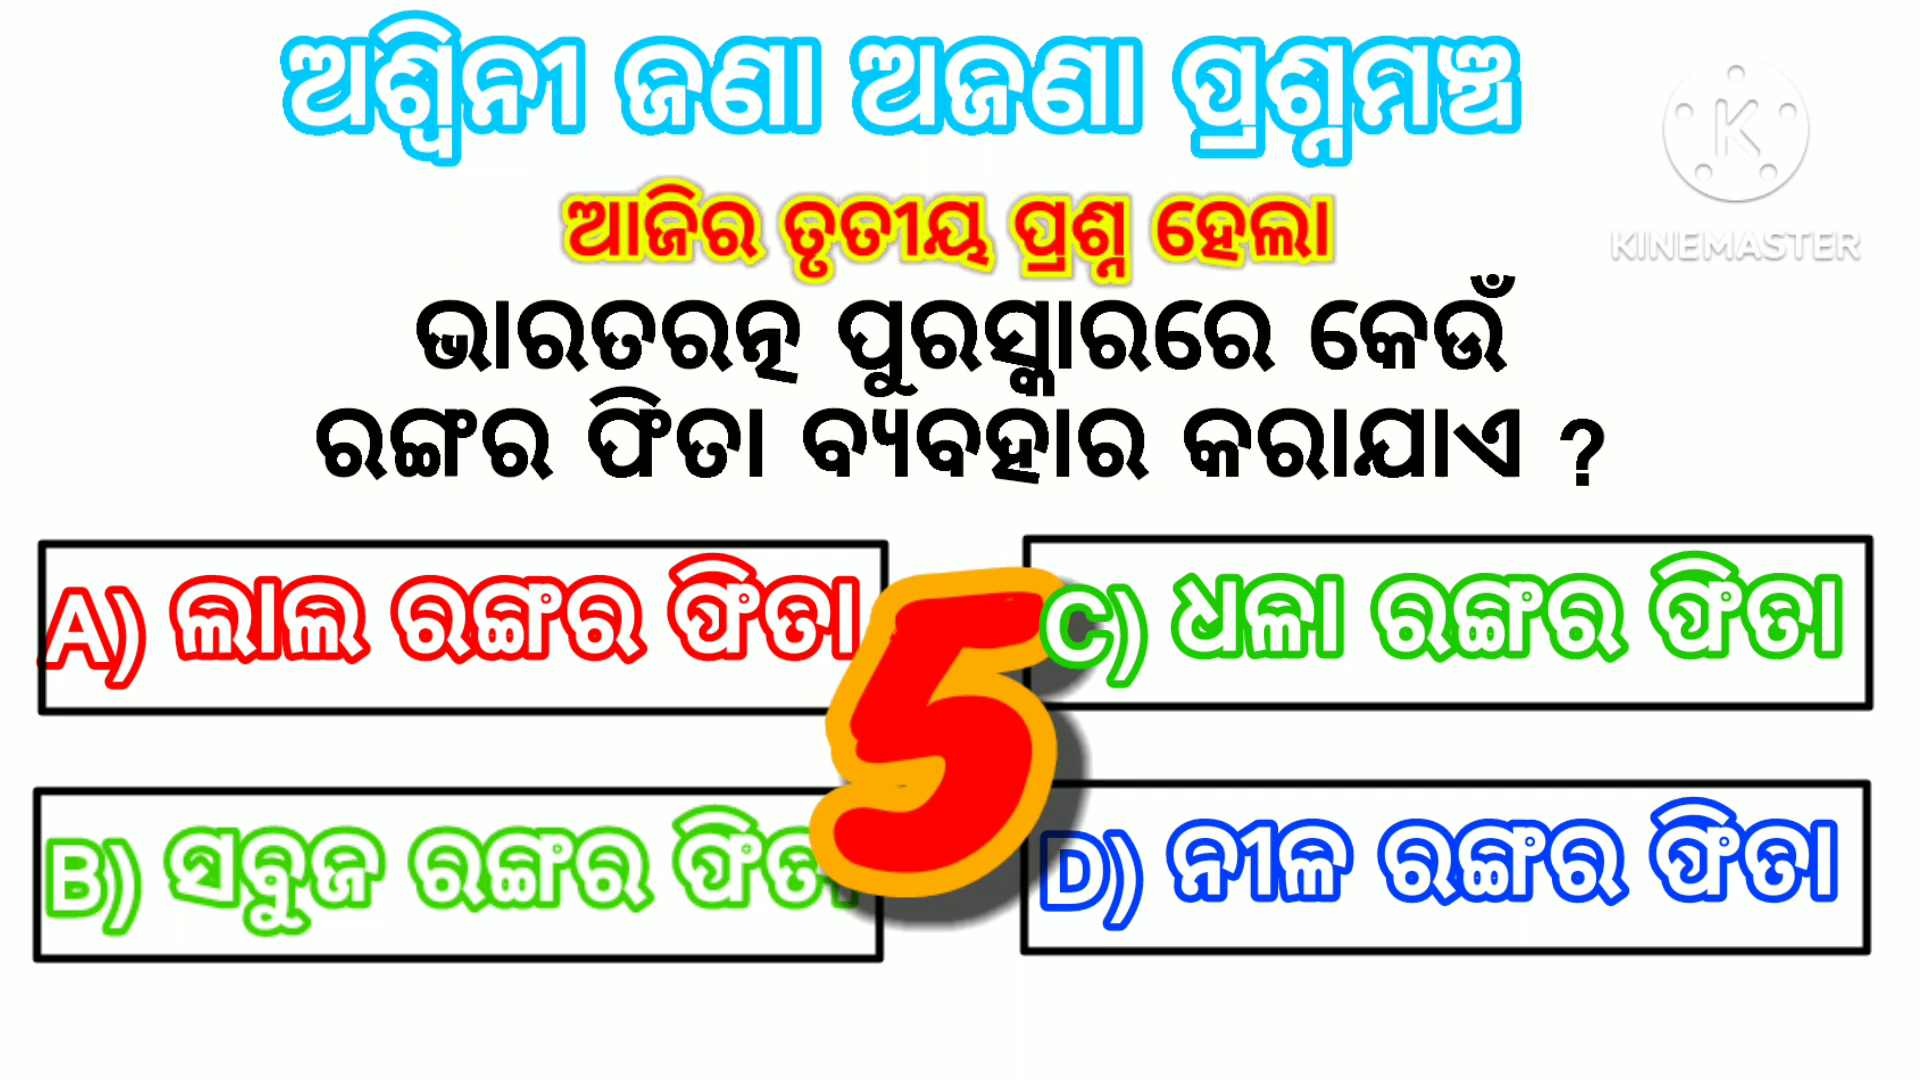 ଅଶ୍ୱିନୀ ଜଣା ଅଜଣା ପ୍ରଶ୍ନମଞ୍ଚ
KINEMASTER
ଆଜିର ତୃତୀୟ ପ୍ରଶ୍ନ ହେଲା
ଭାରତରତ୍ନ ପୁରସ୍କାରରେ କେଉଁ
ରଙ୍ଗର ଫିତା ବ୍ୟବହାର କରାଯାଏ ?
A) ଲାଲ ରଙ୍ଗର ଫିତା
B) ସବୁଜ ରଙ୍ଗର ଫିତା
5
C) ଧଳା ରଙ୍ଗର ଫିତା
D) ନୀଳ ରଙ୍ଗର ଫିତା